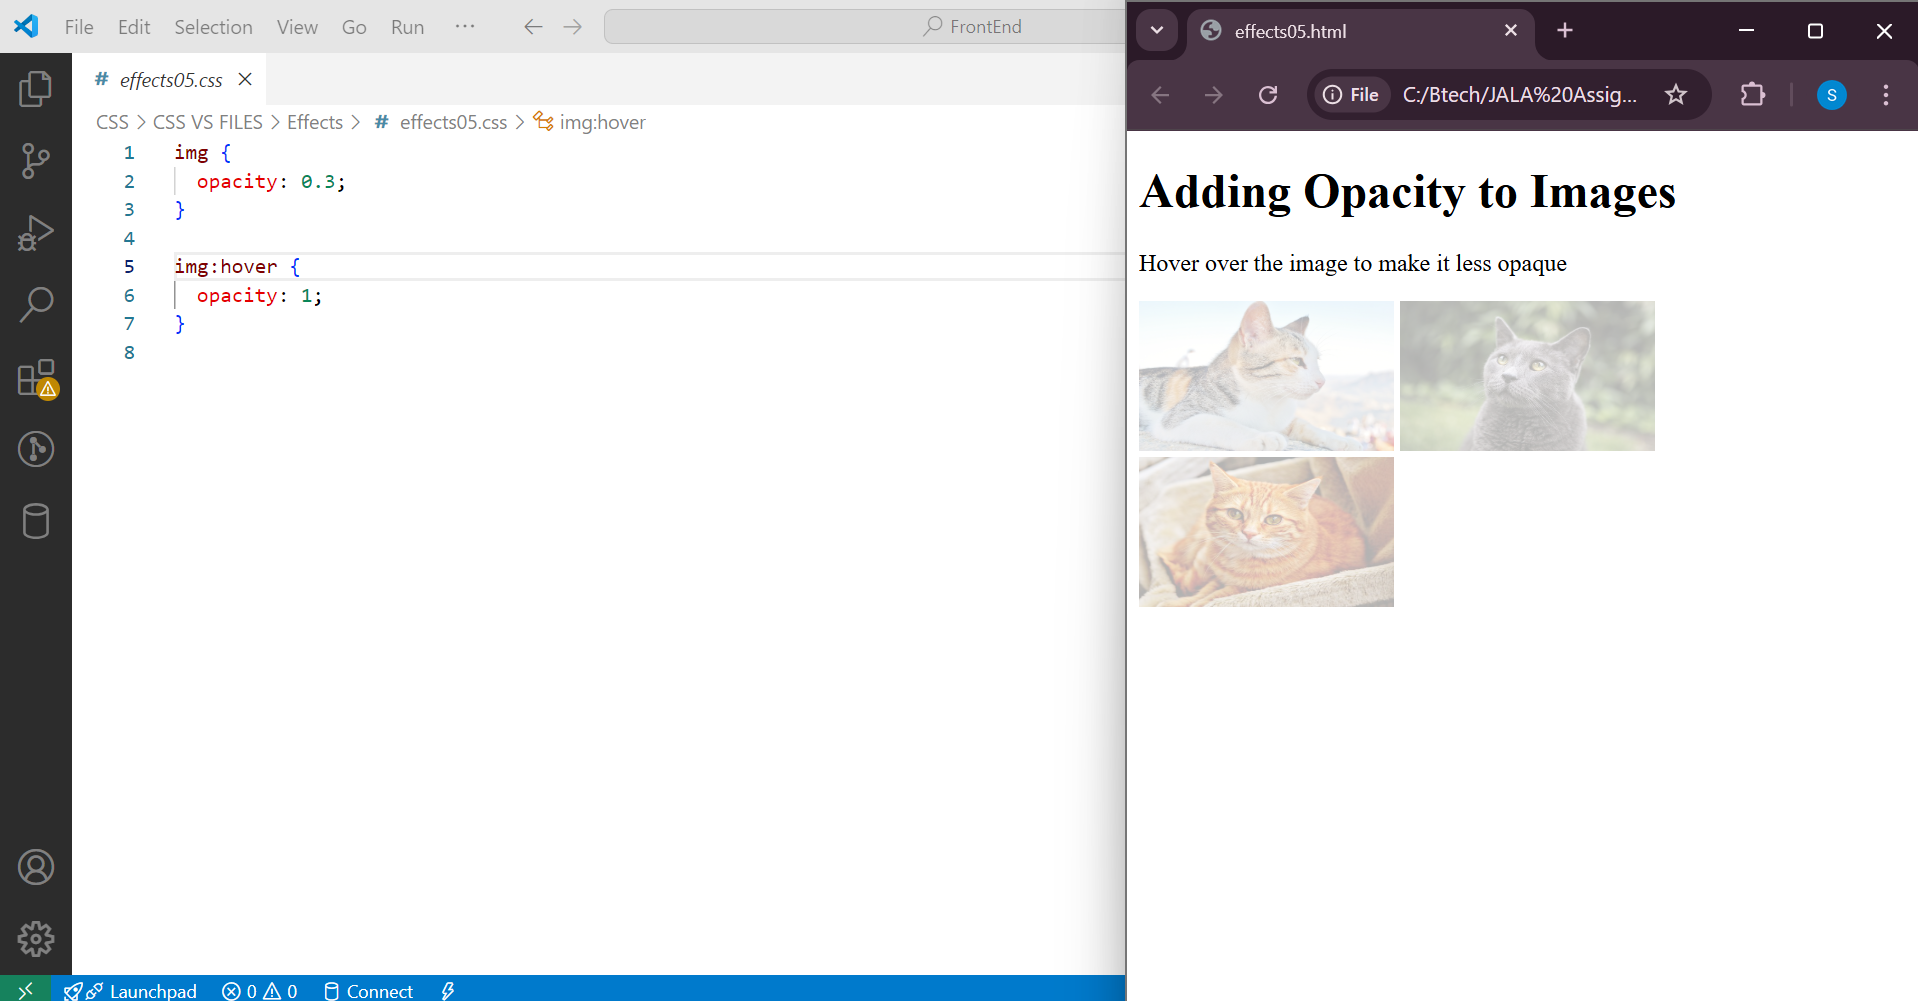 File Edit Selection View Go Run ··· FrontEnd
# effects05.css
CSS > CSS VS FILES > Effects > # effects05.css > img:hover
1 img {
2 opacity: 0.3;
3 }
4
5 img:hover {
6 opacity: 1;
7 }
8
Launchpad 0 0 Connect
effects05.html
File C:/Btech/JALA%20Assig... S
Adding Opacity to Images
Hover over the image to make it less opaque